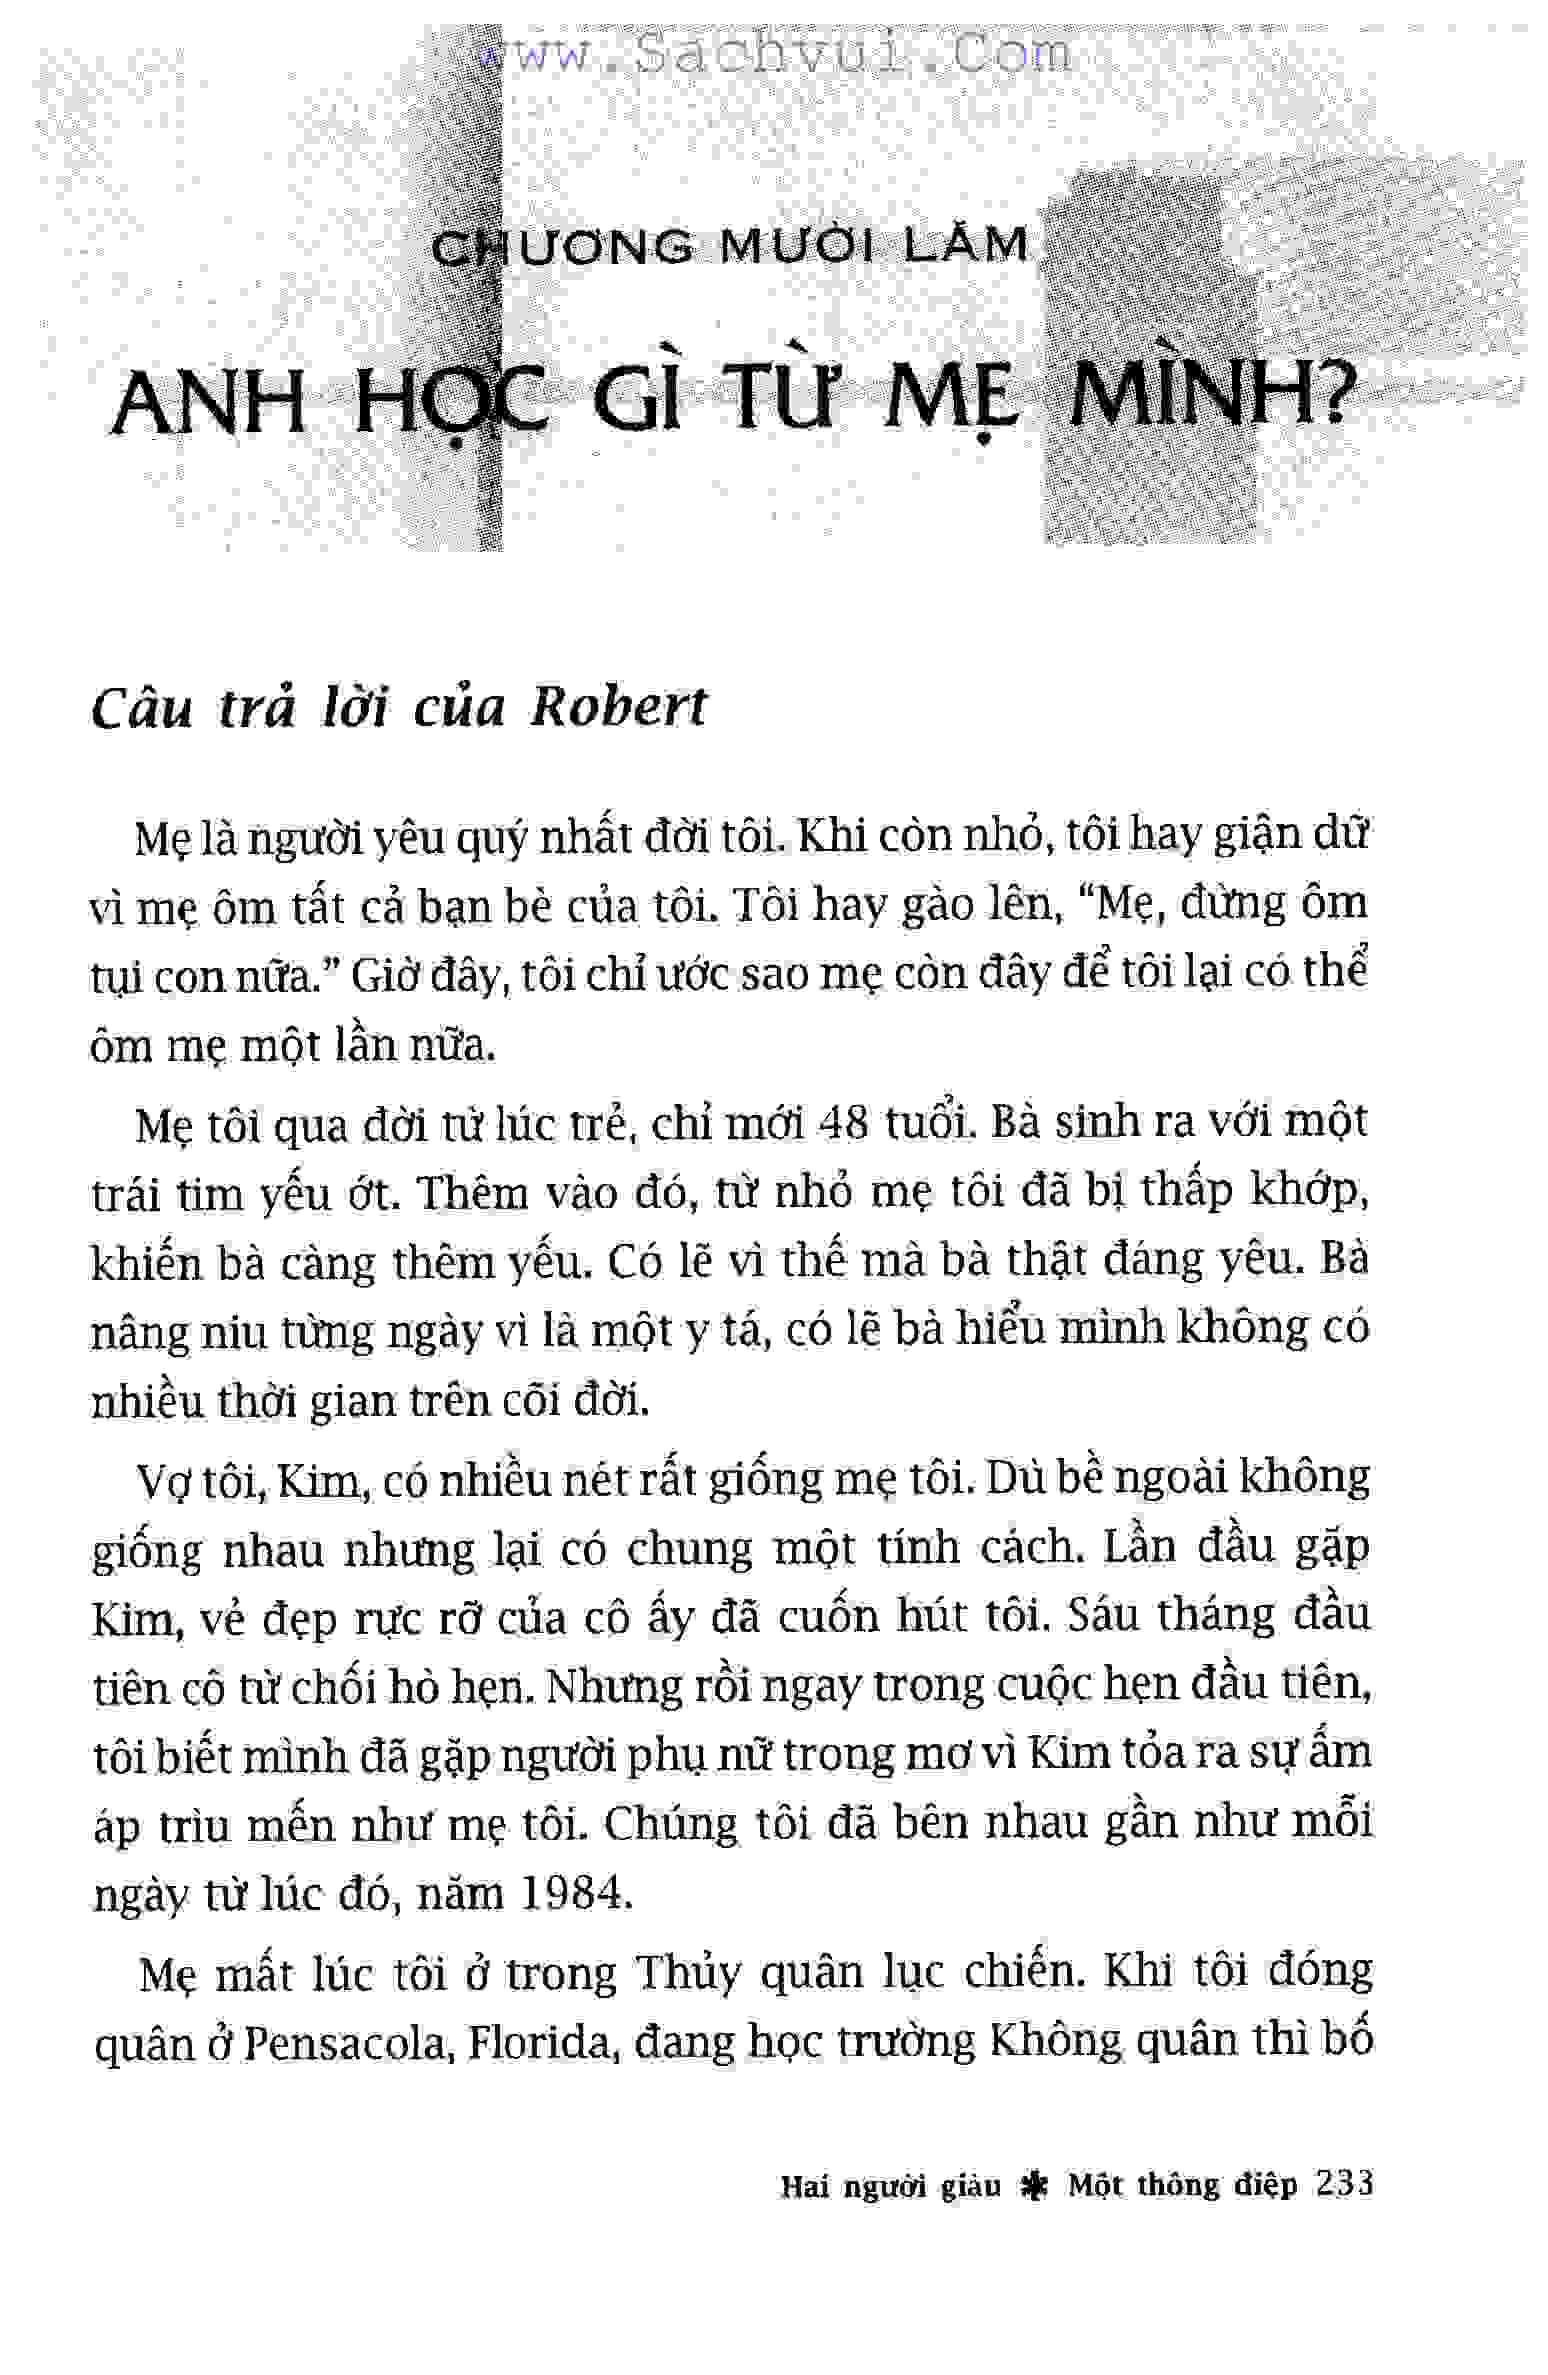 www.Sachvui.Com
CHƯƠNG MƯỜI LĂM
ANH HỌC GÌ TỪ MẸ MÌNH?
Câu trả lời của Robert
Mẹ là người yêu quý nhất đời tôi. Khi còn nhỏ, tôi hay giận dữ
vì mẹ ôm tất cả bạn bè của tôi. Tôi hay gào lên, “Mẹ, đừng ôm
tụi con nữa.” Giờ đây, tôi chỉ ước sao mẹ còn đây để tôi lại có thể
ôm mẹ một lần nữa.
Mẹ tôi qua đời từ lúc trẻ, chỉ mới 48 tuổi. Bà sinh ra với một
trái tim yếu ớt. Thêm vào đó, từ nhỏ mẹ tôi đã bị thấp khớp,
khiến bà càng thêm yếu. Có lẽ vì thế mà bà thật đáng yêu. Bà
nâng niu từng ngày vì là một y tá, có lẽ bà hiểu mình không có
nhiều thời gian trên cõi đời.
Vợ tôi, Kim, có nhiều nét rất giống mẹ tôi. Dù bề ngoài không
giống nhau nhưng lại có chung một tính cách. Lần đầu gặp
Kim, vẻ đẹp rực rỡ của cô ấy đã cuốn hút tôi. Sáu tháng đầu
tiên cô từ chối hò hẹn. Nhưng rồi ngay trong cuộc hẹn đầu tiên,
tôi biết mình đã gặp người phụ nữ trong mơ vì Kim tỏa ra sự ấm
áp trìu mến như mẹ tôi. Chúng tôi đã bên nhau gần như mỗi
ngày từ lúc đó, năm 1984.
Mẹ mất lúc tôi ở trong Thủy quân lục chiến. Khi tôi đóng
quân ở Pensacola, Florida, đang học trường Không quân thì bố
Hai người giàu ✱ Một thông điệp 233